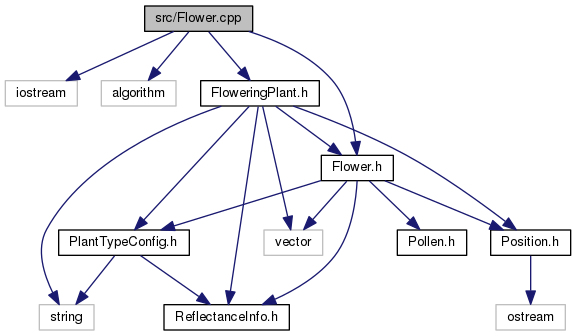 src/Flower.cpp
iostream
algorithm
FloweringPlant.h
Flower.h
PlantTypeConfig.h
vector
Pollen.h
Position.h
string
ReflectanceInfo.h
ostream